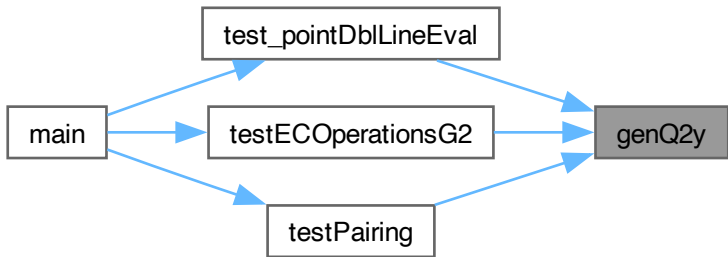 test_pointDblLineEval
main
testECOperationsG2
genQ2y
testPairing